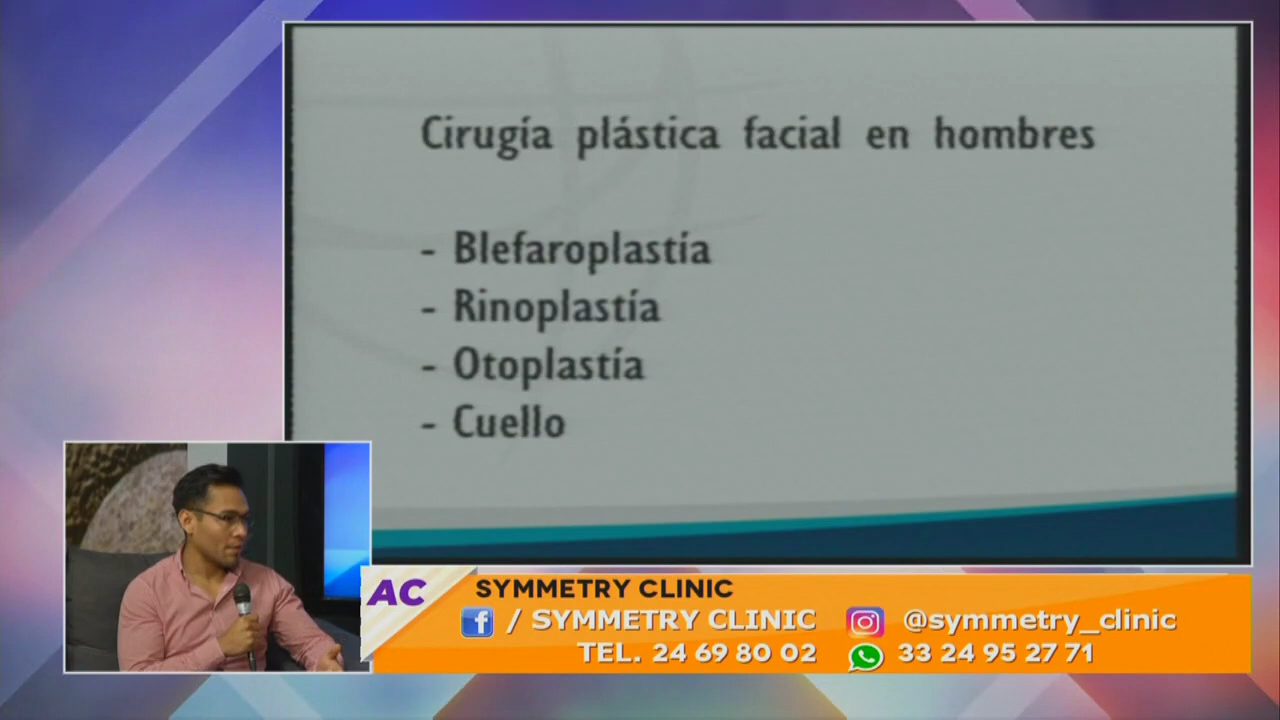 Cirugía plástica facial en hombres
- Blefaroplastía
- Rinoplastía
- Otoplastía
- Cuello
AC
SYMMETRY CLINIC
/ SYMMETRY CLINIC
@symmetry_clinic
TEL. 24 69 80 02
33 24 95 27 71